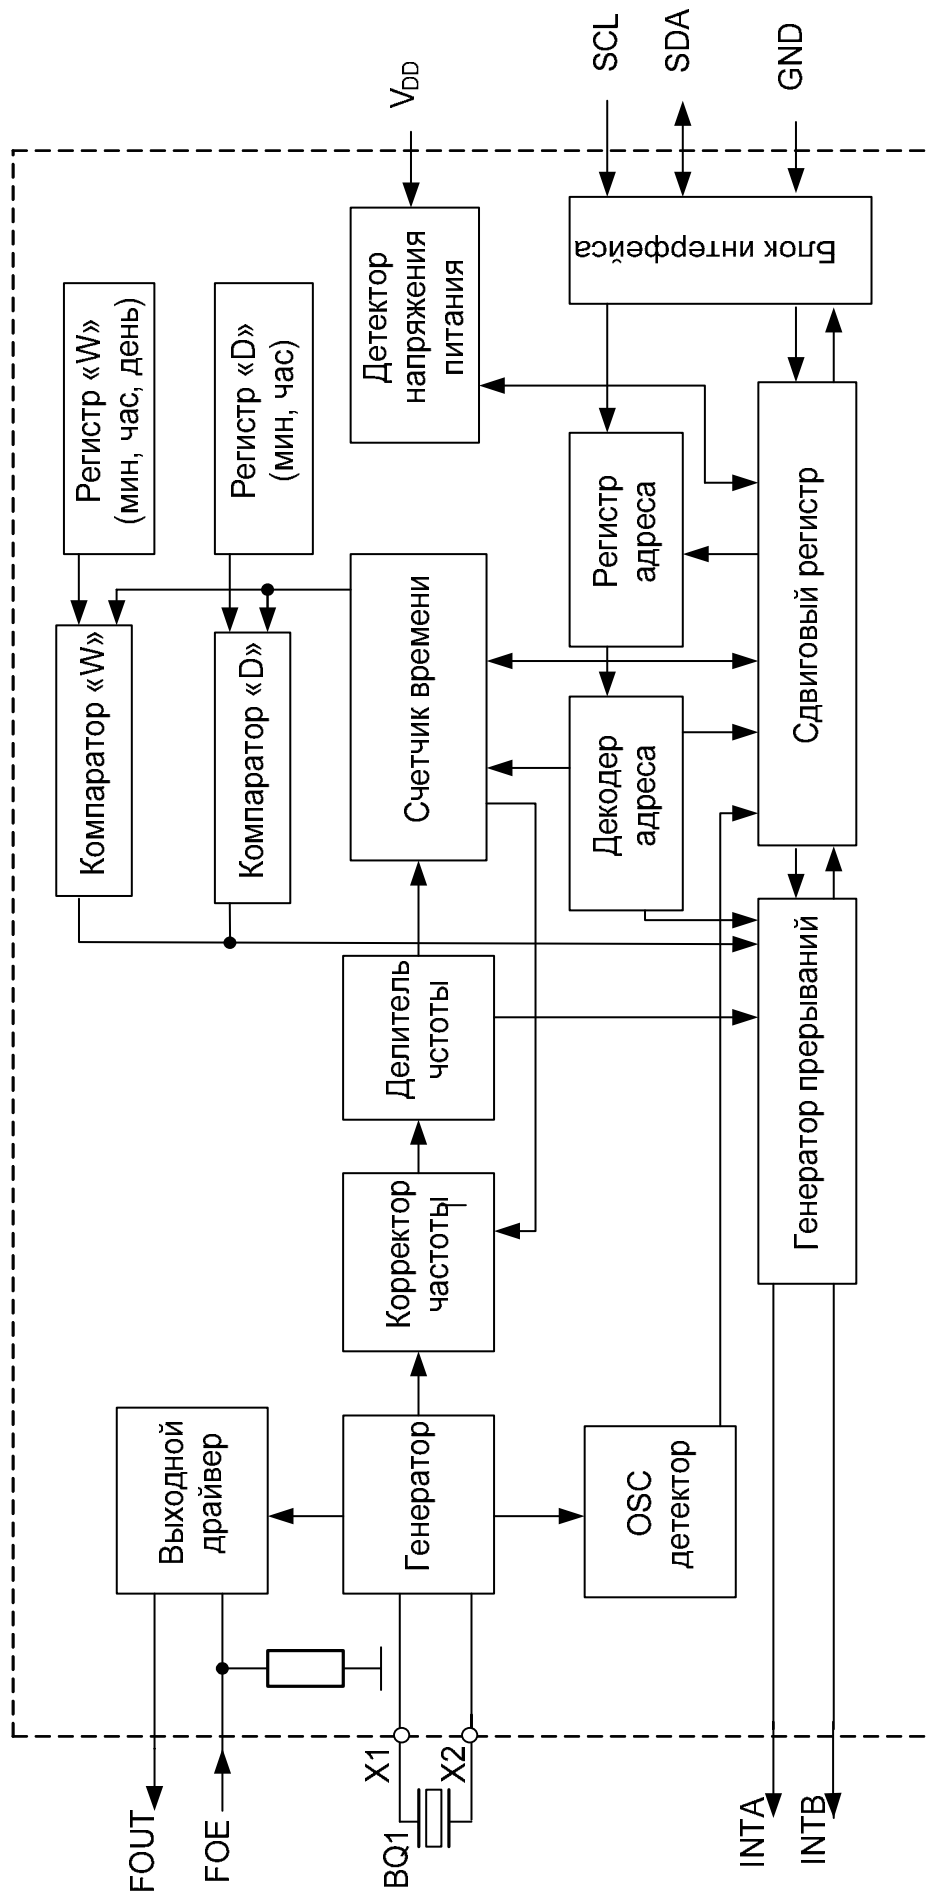 FOUT
FOE
BQ1
X1
X2
INTA
INTB
Выходной
драйвер
Генератор
OSC
детектор
Корректор
частоты
Делитель
чстоты
Генератор прерываний
Компаратор «W»
Компаратор «D»
Счетчик времени
Декодер
адреса
Регистр
адреса
Сдвиговый регистр
Регистр «W»
(мин, час, день)
Регистр «D»
(мин, час)
Детектор
напряжения
питания
Блок интерфейса
VDD
SCL
SDA
GND